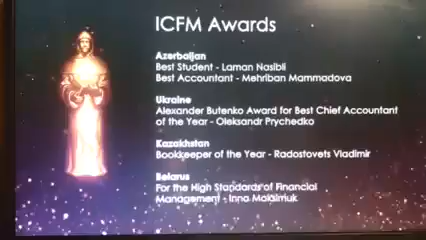 ICFM Awards
Azerbaijan
Best Student - Laman Nasibli
Best Accountant - Mehriban Mammadova
Ukraine
Alexander Butenko Award for Best Chief Accountant
of the Year - Oleksandr Prychedko
Kazakhstan
Bookkeeper of the Year - Radostovets Vladimir
Belarus
For the High Standards of Financial
Management - Inna